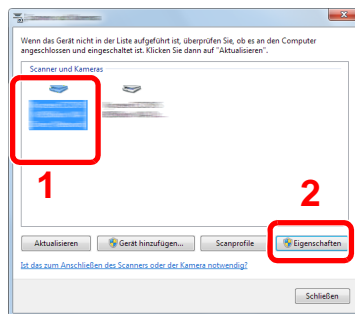 Wenn das Gerät nicht in der Liste aufgeführt ist, überprüfen Sie, ob es an den Computer
angeschlossen und eingeschaltet ist. Klicken Sie dann auf "Aktualisieren".
Scanner und Kameras
1
2
Aktualisieren Gerät hinzufügen... Scanprofile Eigenschaften
Ist das zum Anschließen des Scanners oder der Kamera notwendig?
Schließen